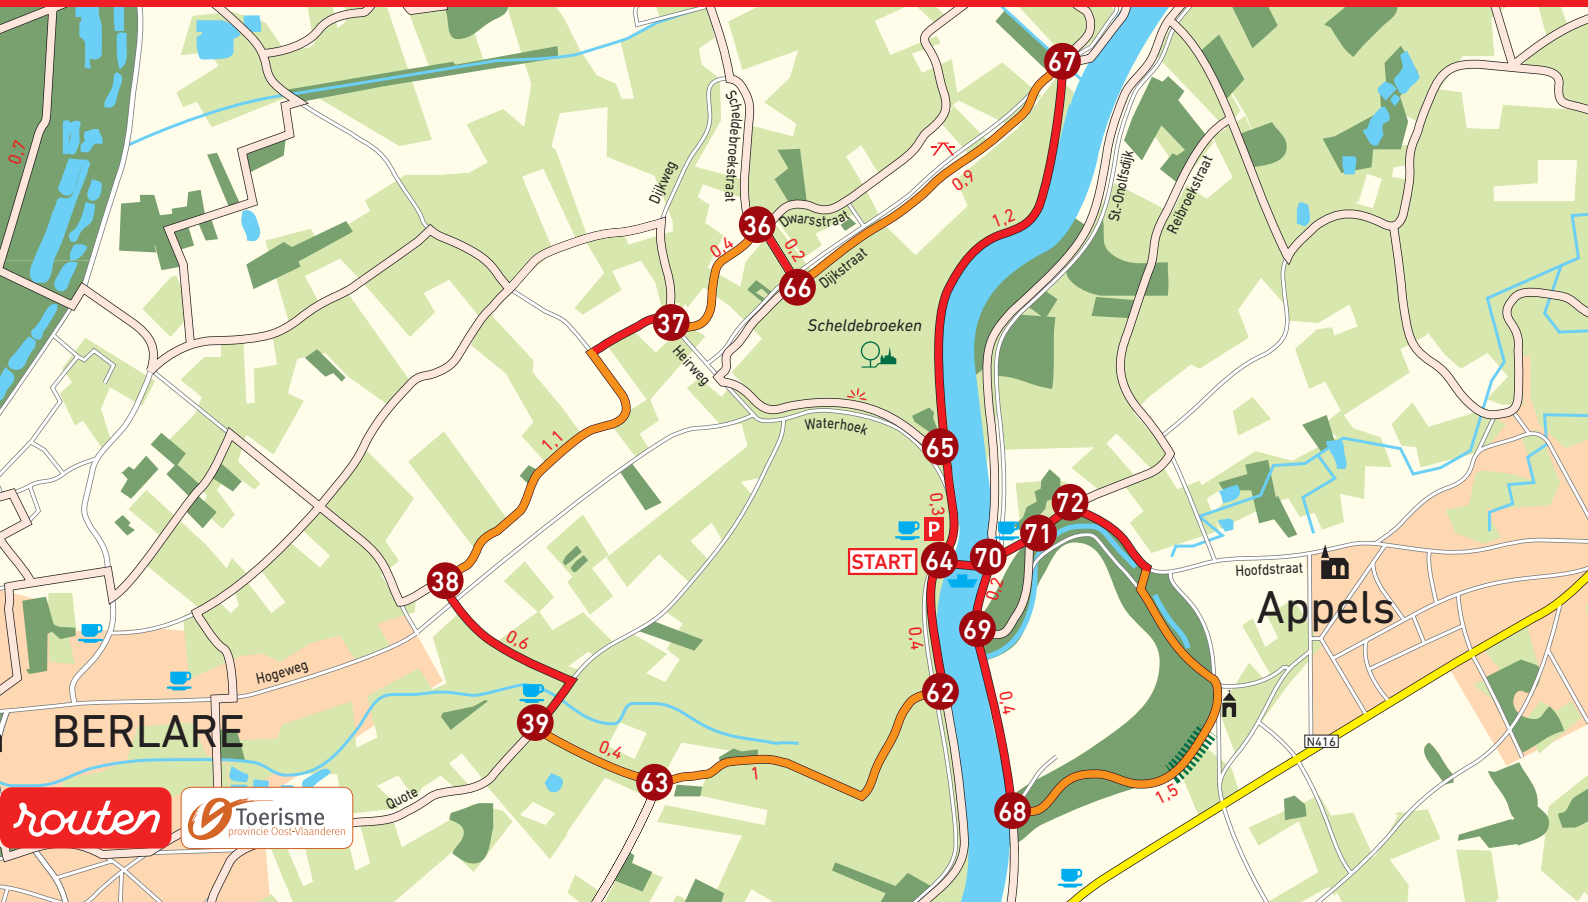 67
0,7
Scheldebroekstraat
Dijkweg
St.-Onolfsdijk
Reibroekstraat
0,9
36
Dwarsstraat
0,4
0,2
1,2
66
Dijkstraat
37
Scheldebroeken
Heirweg
Waterhoek
1,1
65
0,3
72
P
71
START
64
70
Hoofdstraat
38
0,2
Appels
0,6
0,4
69
Hogeweg
62
0,4
39
BERLARE
0,4
N416
63
1
1,5
Quote
68
routen
Toerisme
provincie Oost-Vlaanderen